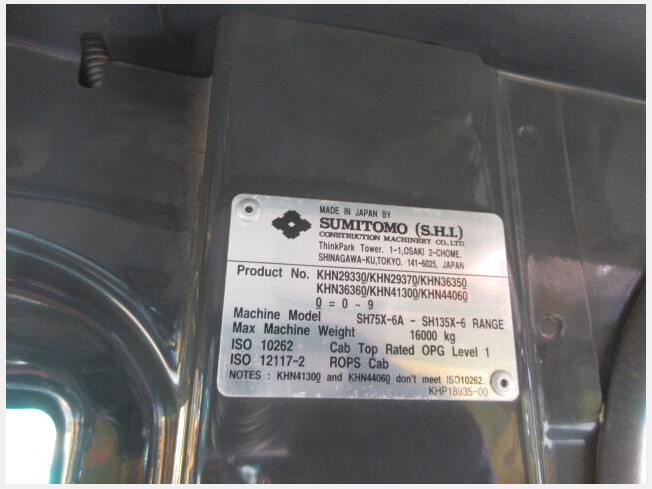 MADE IN JAPAN BY
SUMITOMO (S.H.I.)
CONSTRUCTION MACHINERY CO., LTD.
ThinkPark Tower. 1-1,OSAKI 2-CHOME,
SHINAGAWA-KU,TOKYO. 141-6025, JAPAN
Product No. KHN29330/KHN29370/KHN36350
KHN36360/KHN41300/KHN44060
0 = 0 ~ 9
Machine Model SH75X-6A - SH135X-6 RANGE
Max Machine Weight 16000 kg
ISO 10262 Cab Top Rated OPG Level 1
ISO 12117-2 ROPS Cab
NOTES : KHN41300 and KHN44060 don't meet ISO10262.
KHP18935-00